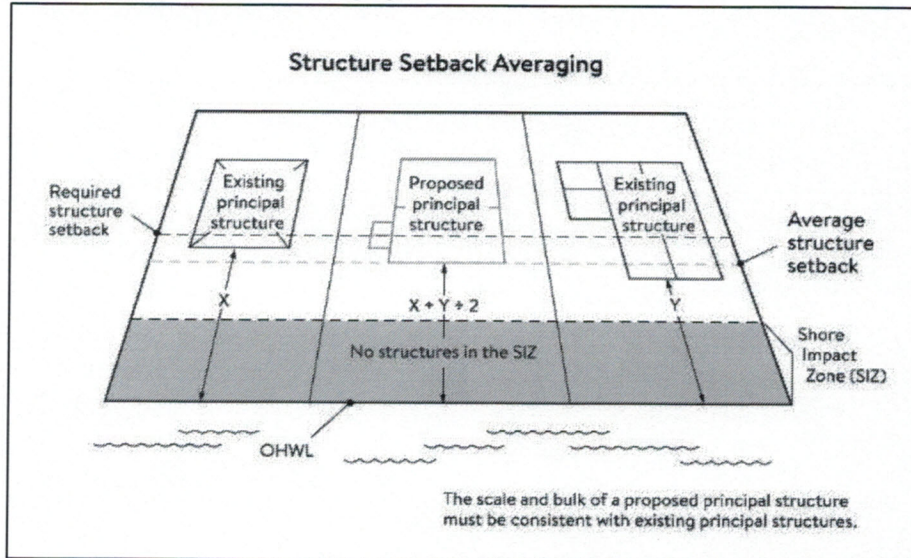 Structure Setback Averaging
Required
structure
setback
Existing
principal
structure
Proposed
principal
structure
Existing
principal
structure
Average
structure
setback
X
X + Y ÷ 2
Y
No structures in the SIZ
Shore
Impact
Zone (SIZ)
OHWL
The scale and bulk of a proposed principal structure
must be consistent with existing principal structures.